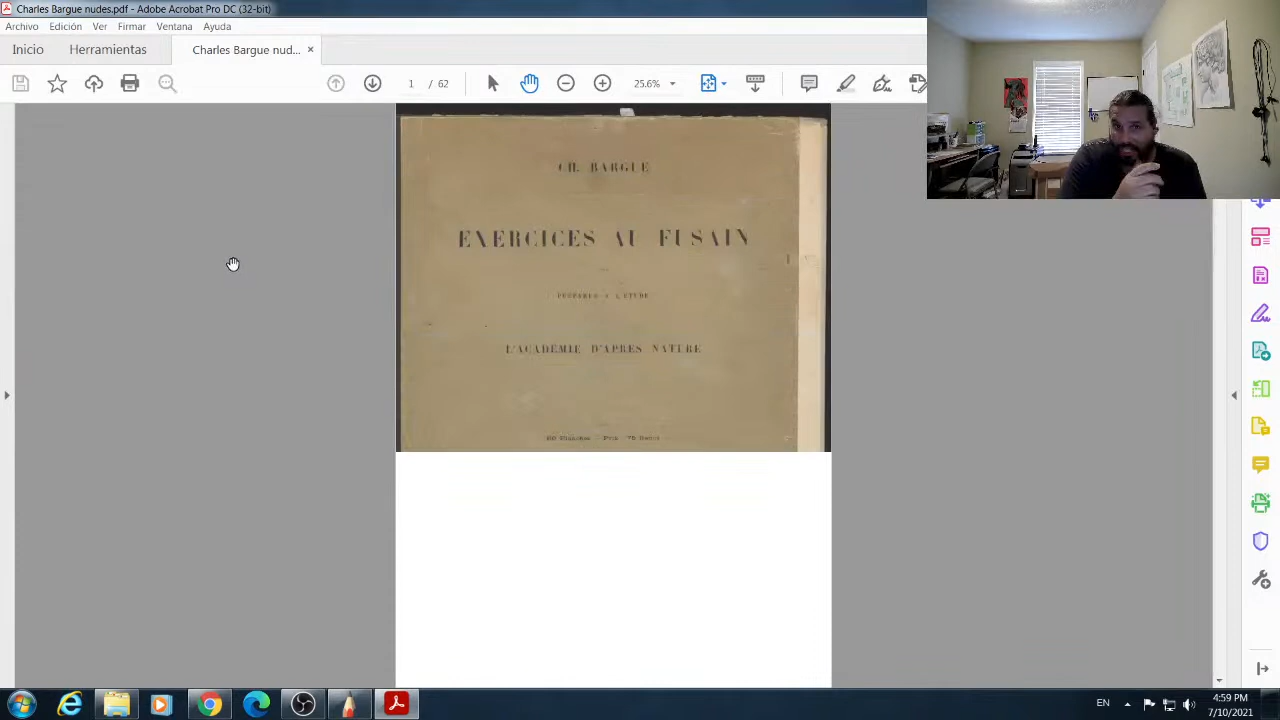 Charles Bargue nudes.pdf - Adobe Acrobat Pro DC (32-bit)
Archivo Edición Ver Firmar Ventana Ayuda
Inicio Herramientas Charles Bargue nud... ×
1 / 62 25.6%
CH. BARGUE
EXERCICES AU FUSAIN
L'ACADÉMIE D'APRÈS NATURE
EN 4:59 PM
7/10/2021